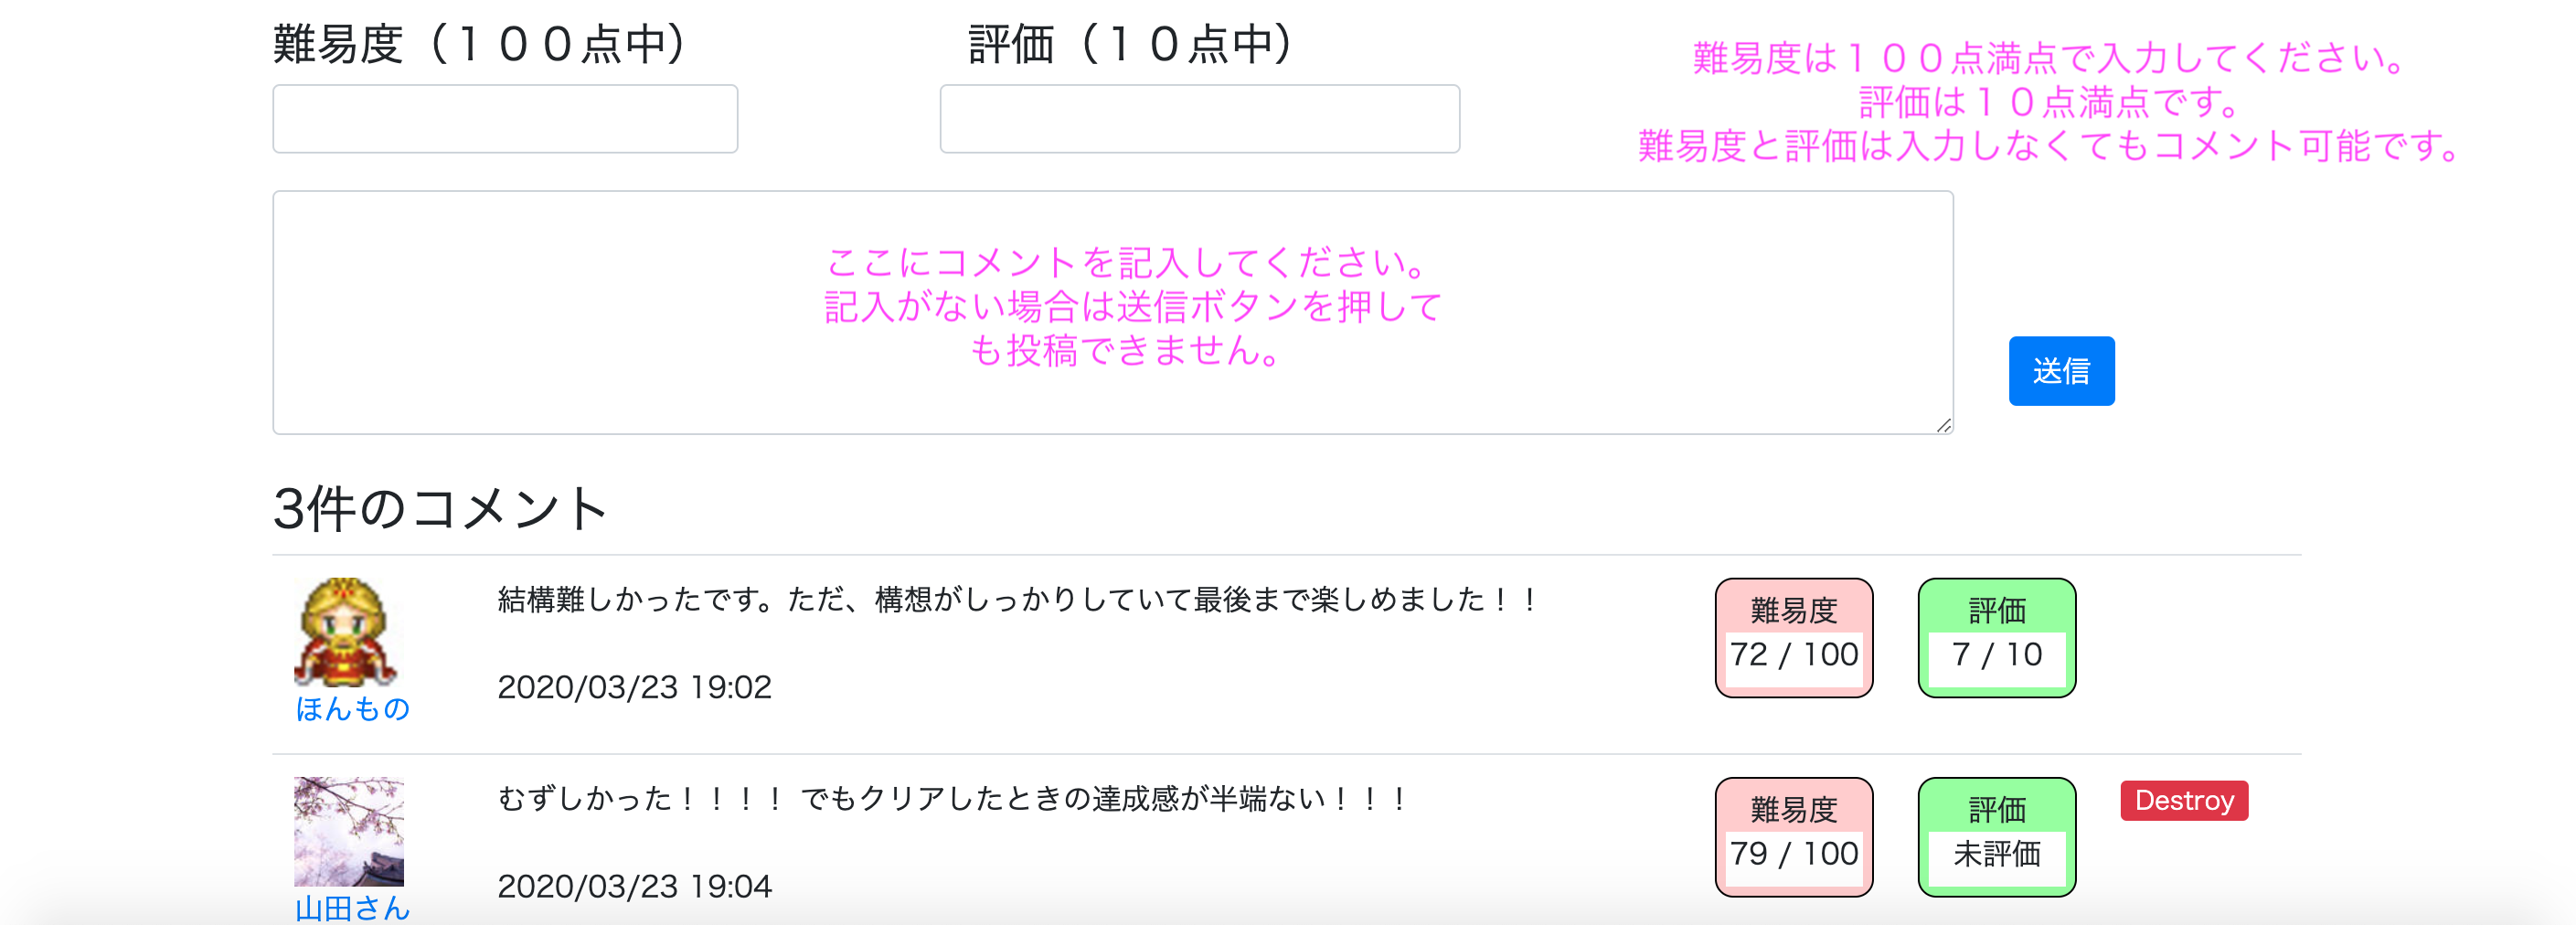 難易度（１００点中）
評価（１０点中）
難易度は１００点満点で入力してください。
評価は１０点満点です。
難易度と評価は入力しなくてもコメント可能です。
ここにコメントを記入してください。
記入がない場合は送信ボタンを押して
も投稿できません。
送信
3件のコメント
結構難しかったです。ただ、構想がしっかりしていて最後まで楽しめました！！
難易度
72 / 100
評価
7 / 10
2020/03/23 19:02
ほんもの
むずしかった！！！！ でもクリアしたときの達成感が半端ない！！！
難易度
79 / 100
評価
未評価
Destroy
2020/03/23 19:04
山田さん